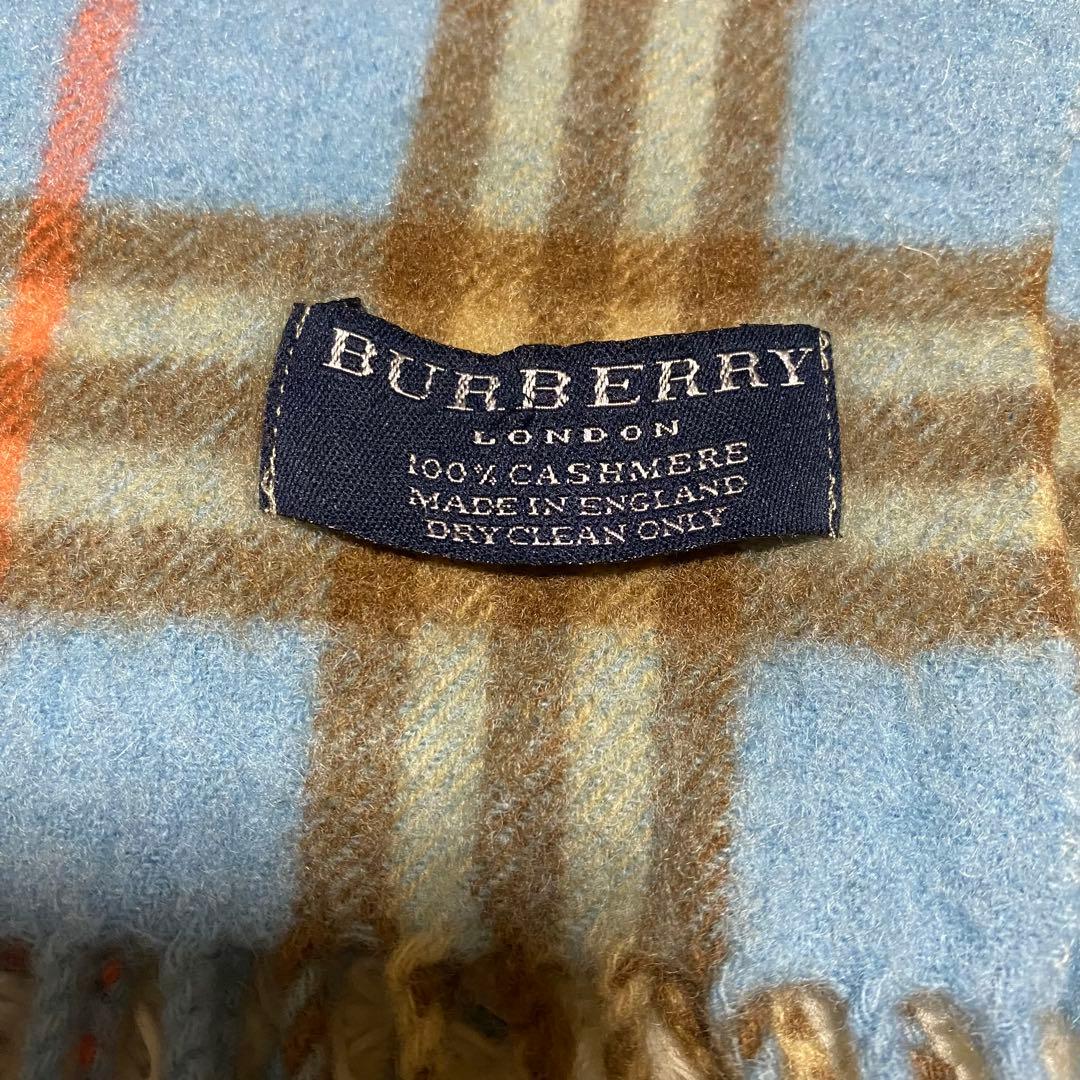 BURBERRY
LONDON
100% CASHMERE
MADE IN ENGLAND
DRY CLEAN ONLY